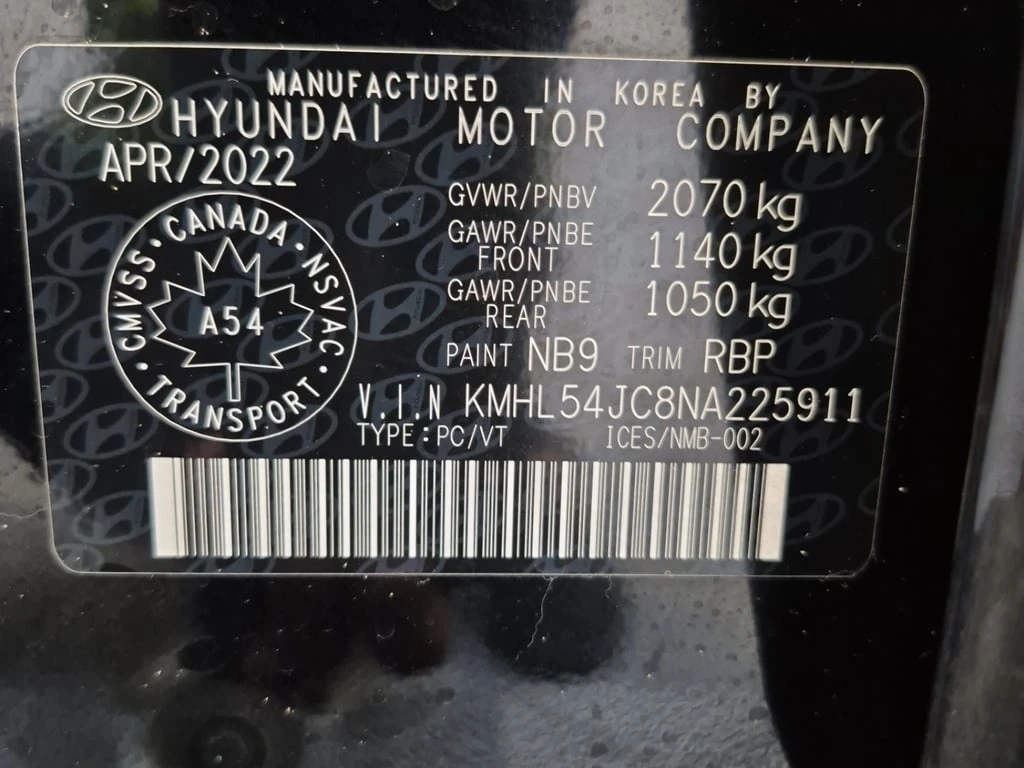 MANUFACTURED IN KOREA BY
HYUNDAI MOTOR COMPANY
APR/2022
GVWR/PNBV 2070 kg
GAWR/PNBE FRONT 1140 kg
GAWR/PNBE REAR 1050 kg
PAINT NB9 TRIM RBP
V.I.N KMHL54JC8NA225911
TYPE:PC/VT ICES/NMB-002
CANADA · NSVAC · TRANSPORT · CMVSS ·
A54